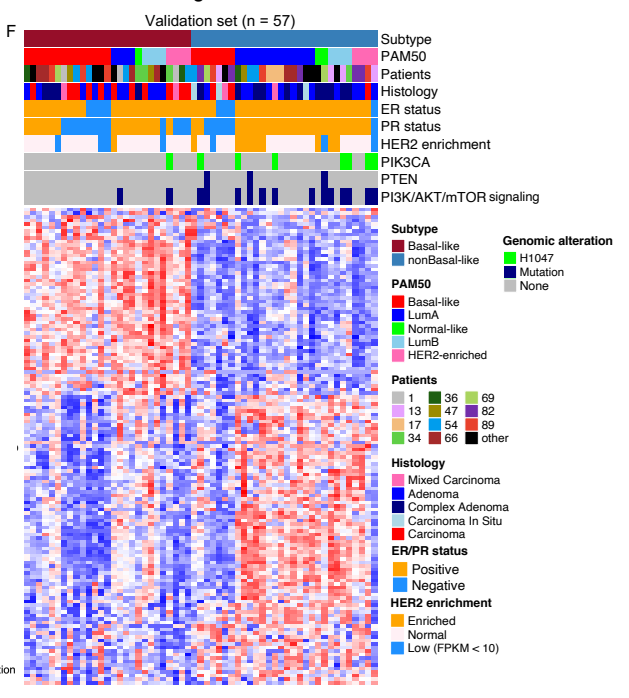 F
Validation set (n = 57)
Subtype
PAM50
Patients
Histology
ER status
PR status
HER2 enrichment
PIK3CA
PTEN
PI3K/AKT/mTOR signaling
Subtype
Basal-like
nonBasal-like
Genomic alteration
H1047
Mutation
None
PAM50
Basal-like
LumA
Normal-like
LumB
HER2-enriched
Patients
1 36 69
13 47 82
17 54 89
34 66 other
Histology
Mixed Carcinoma
Adenoma
Complex Adenoma
Carcinoma In Situ
Carcinoma
ER/PR status
Positive
Negative
HER2 enrichment
Enriched
Normal
Low (FPKM < 10)